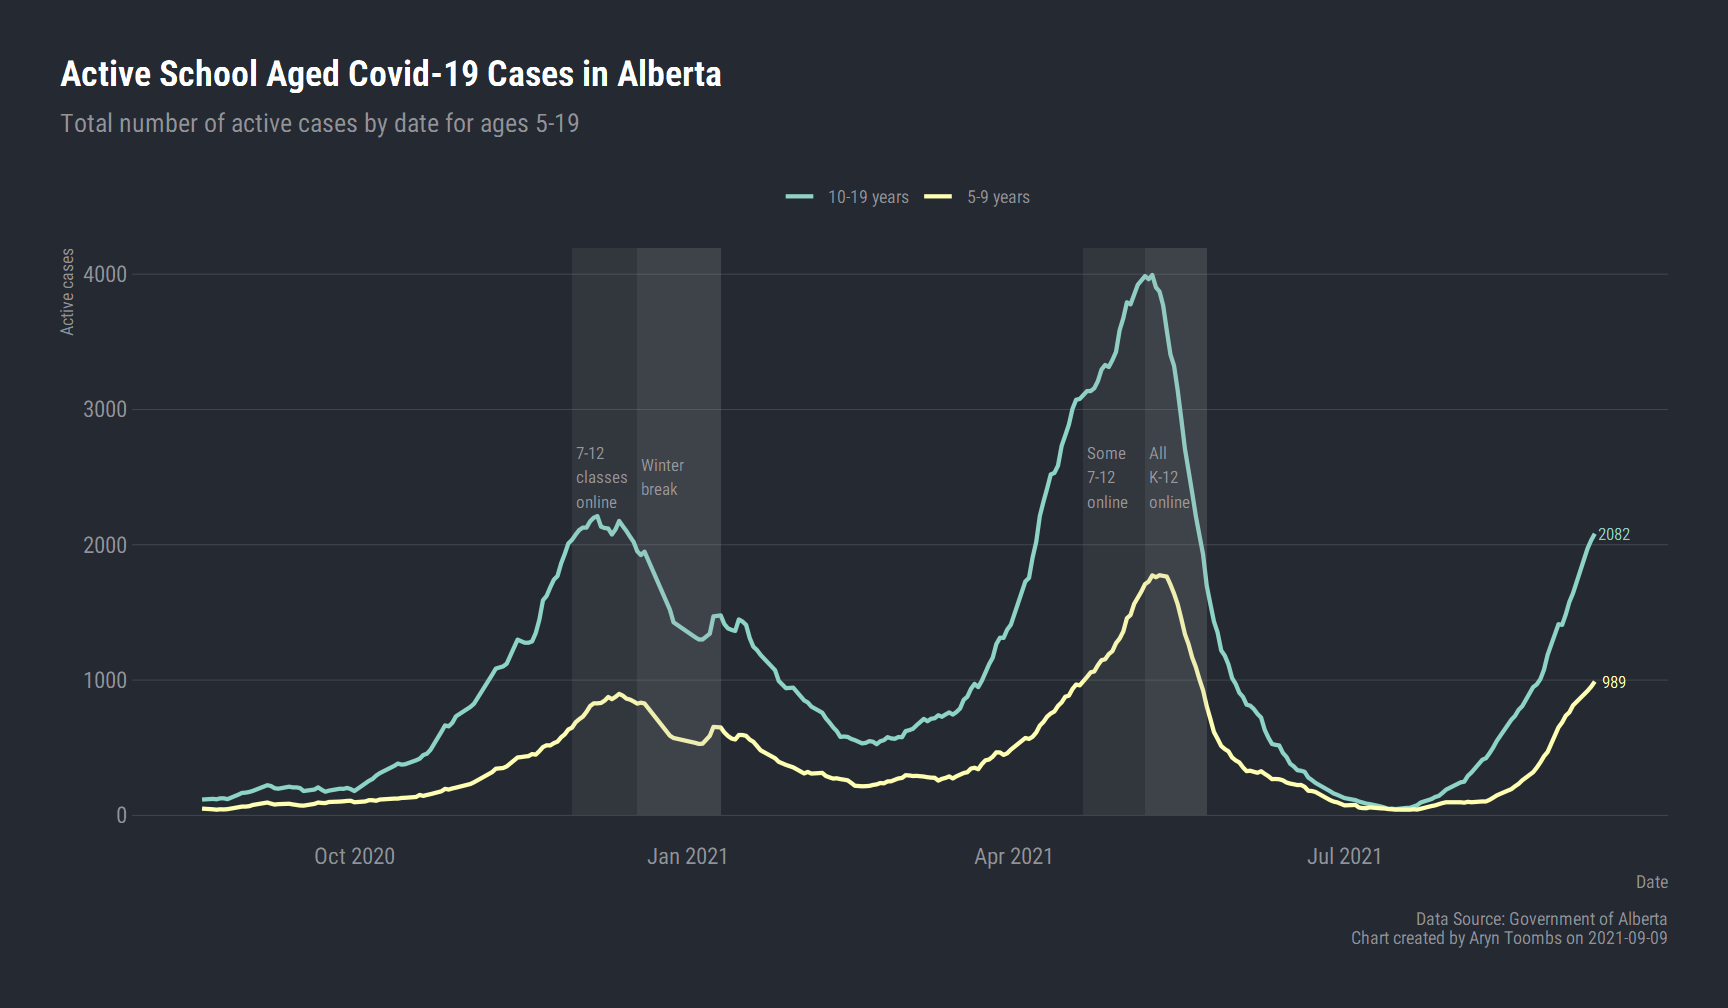 Active School Aged Covid-19 Cases in Alberta
Total number of active cases by date for ages 5-19
10-19 years
5-9 years
Active cases
4000
3000
2000
1000
0
7-12
classes
online
Winter
break
Some
7-12
online
All
K-12
online
2082
989
Oct 2020
Jan 2021
Apr 2021
Jul 2021
Date
Data Source: Government of Alberta
Chart created by Aryn Toombs on 2021-09-09